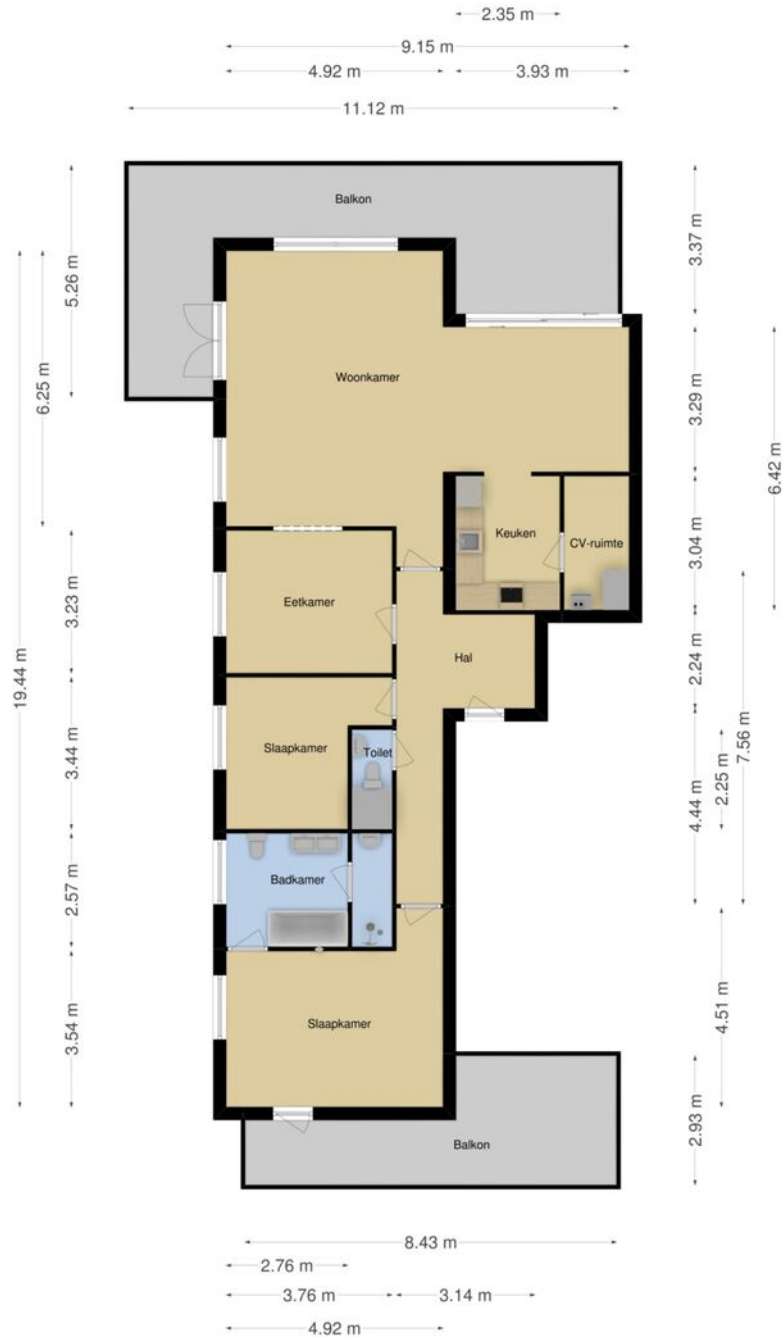 2.35 m
9.15 m
4.92 m
3.93 m
11.12 m
Balkon
5.26 m
3.37 m
6.25 m
Woonkamer
3.29 m
6.42 m
Keuken
CV-ruimte
3.04 m
3.23 m
Eetkamer
Hal
2.24 m
19.44 m
Slaapkamer
Toilet
3.44 m
4.44 m
2.25 m
7.56 m
Badkamer
2.57 m
Slaapkamer
3.54 m
4.51 m
Balkon
2.93 m
8.43 m
2.76 m
3.76 m
3.14 m
4.92 m